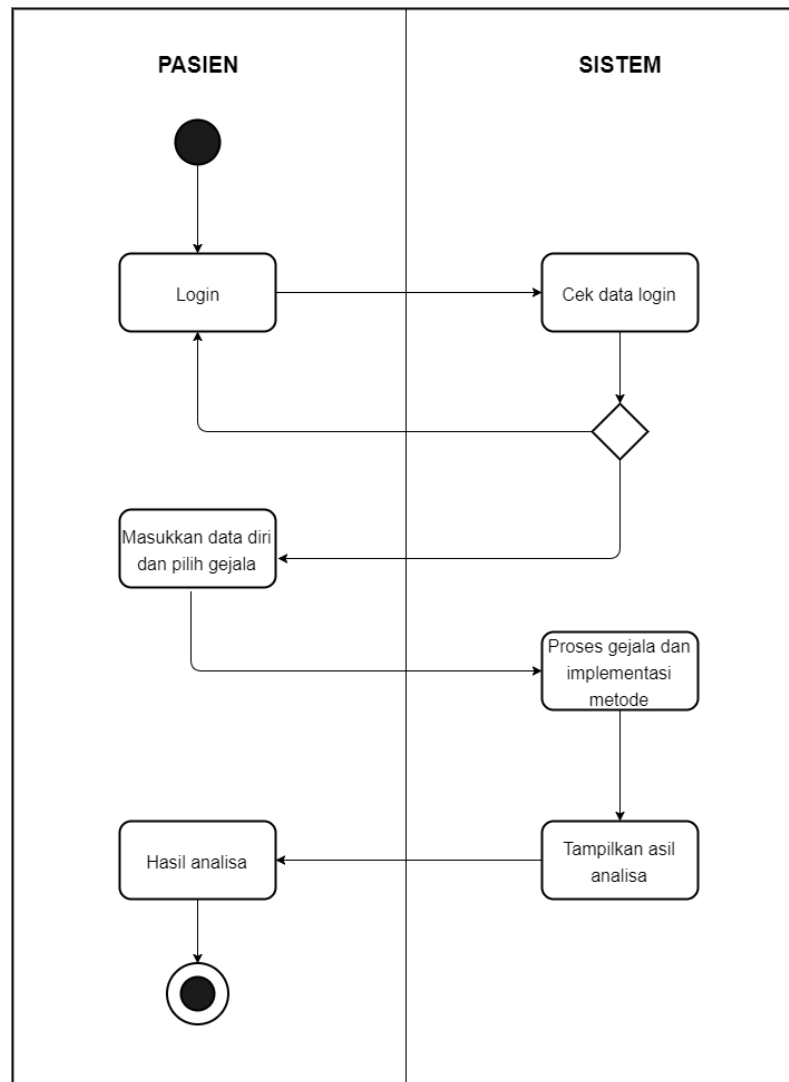 PASIEN
SISTEM
Login
Cek data login
Masukkan data diri
dan pilih gejala
Proses gejala dan
implementasi
metode
Tampilkan asil
analisa
Hasil analisa